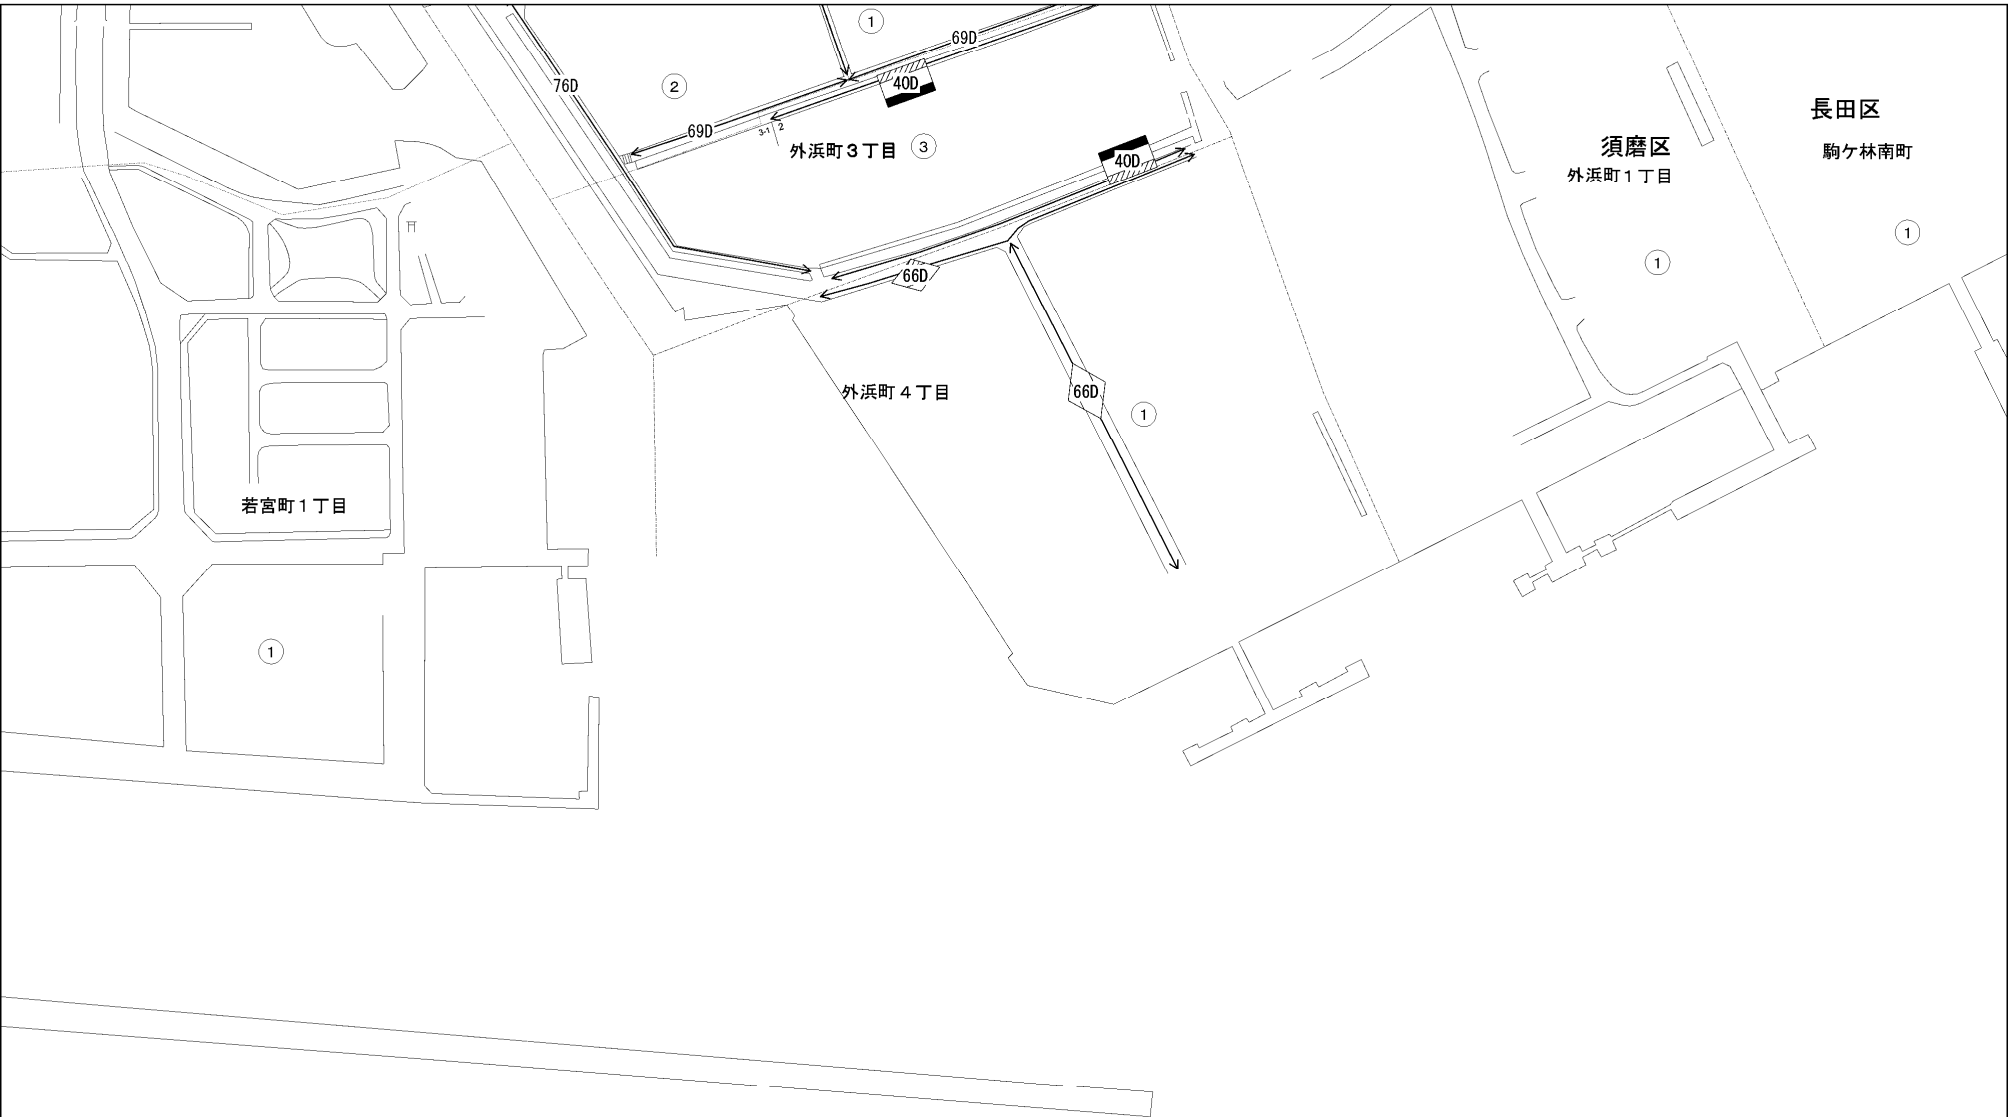 ①
69D
76D
②
40D
長田区
69D
3-1 2
外浜町３丁目
③
須磨区
駒ケ林南町
40D
外浜町１丁目
①
①
66D
外浜町４丁目
66D
①
若宮町１丁目
①